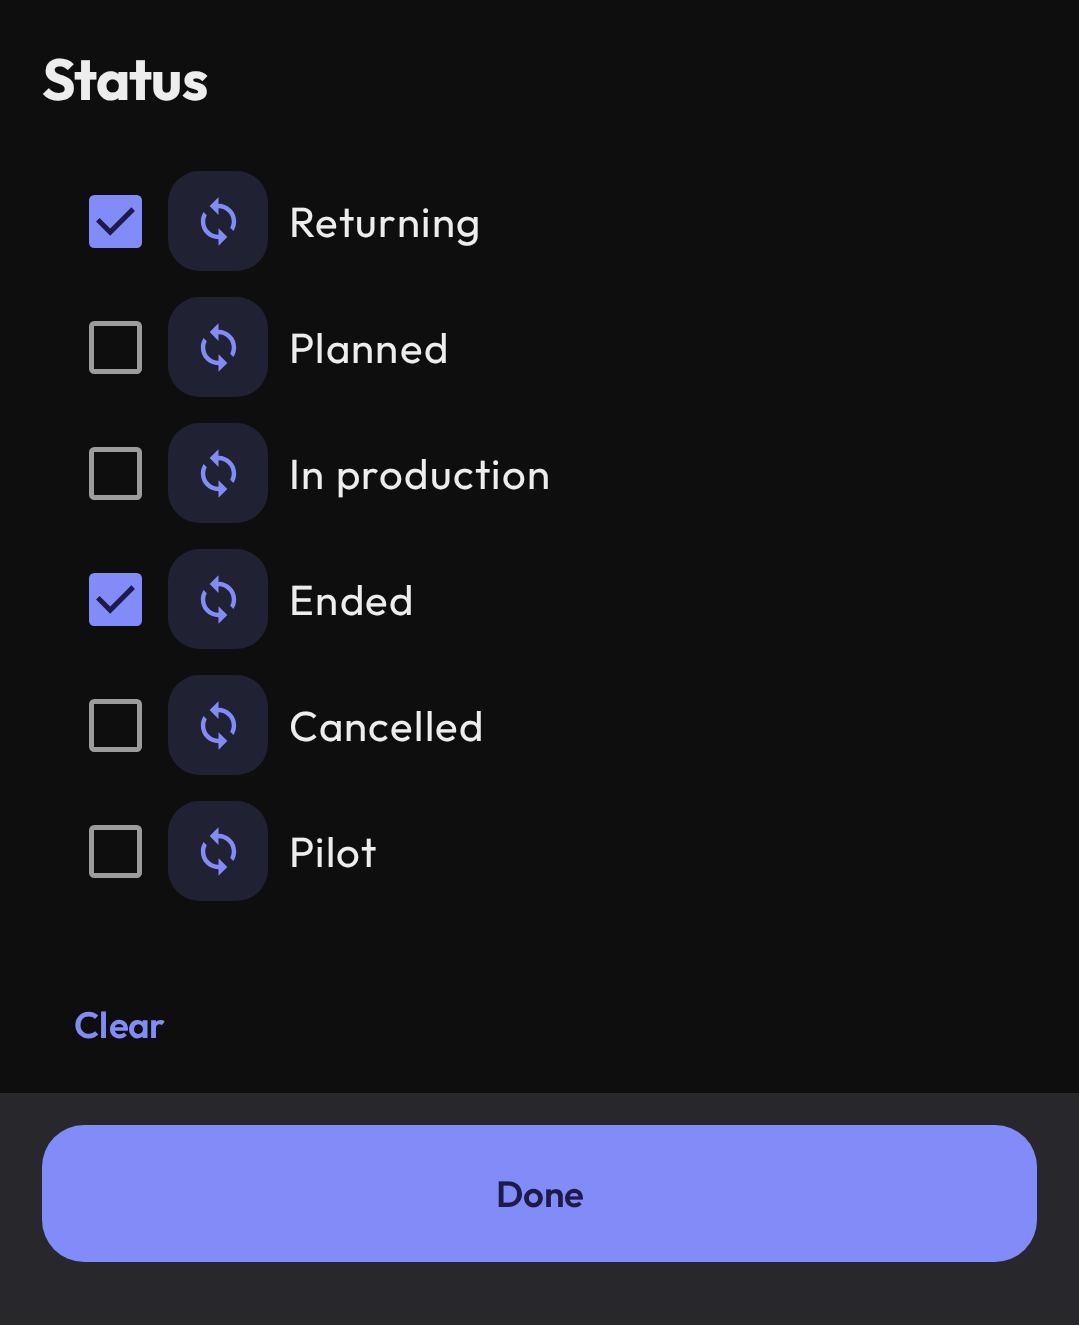 Status
Returning
Planned
In production
Ended
Cancelled
Pilot
Clear
Done